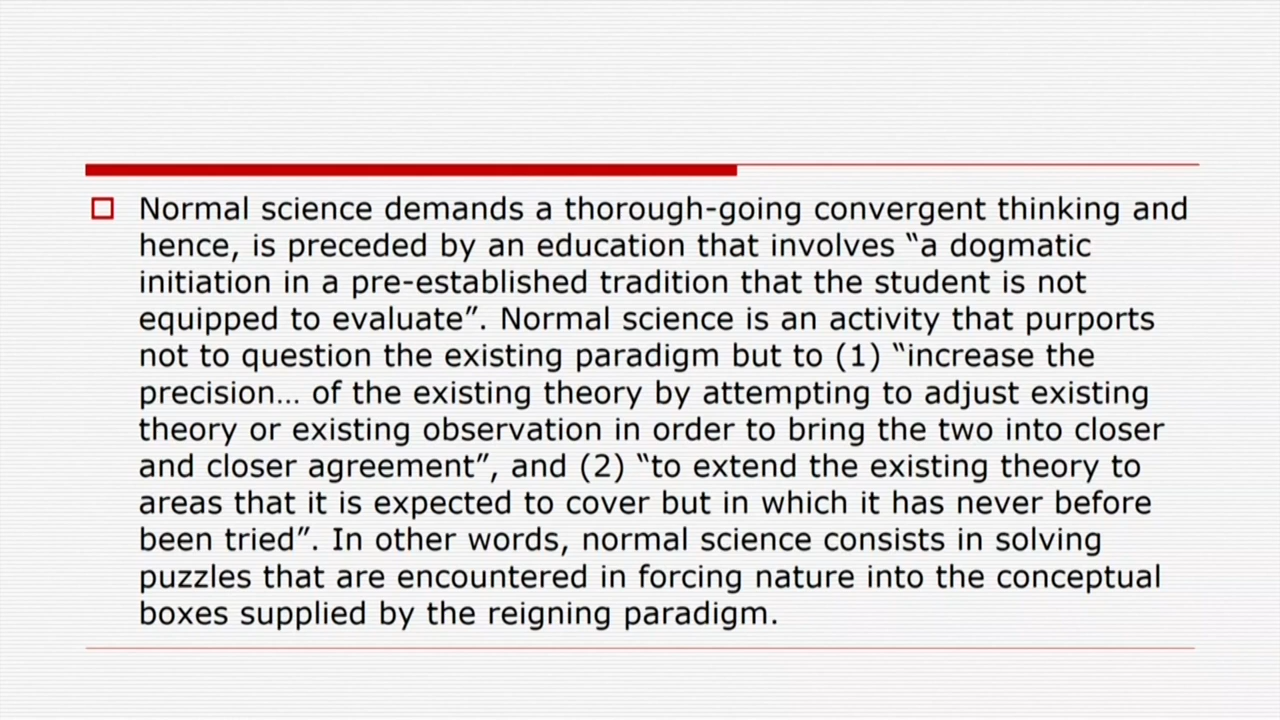 Normal science demands a thorough-going convergent thinking and
hence, is preceded by an education that involves “a dogmatic
initiation in a pre-established tradition that the student is not
equipped to evaluate”. Normal science is an activity that purports
not to question the existing paradigm but to (1) “increase the
precision… of the existing theory by attempting to adjust existing
theory or existing observation in order to bring the two into closer
and closer agreement”, and (2) “to extend the existing theory to
areas that it is expected to cover but in which it has never before
been tried”. In other words, normal science consists in solving
puzzles that are encountered in forcing nature into the conceptual
boxes supplied by the reigning paradigm.